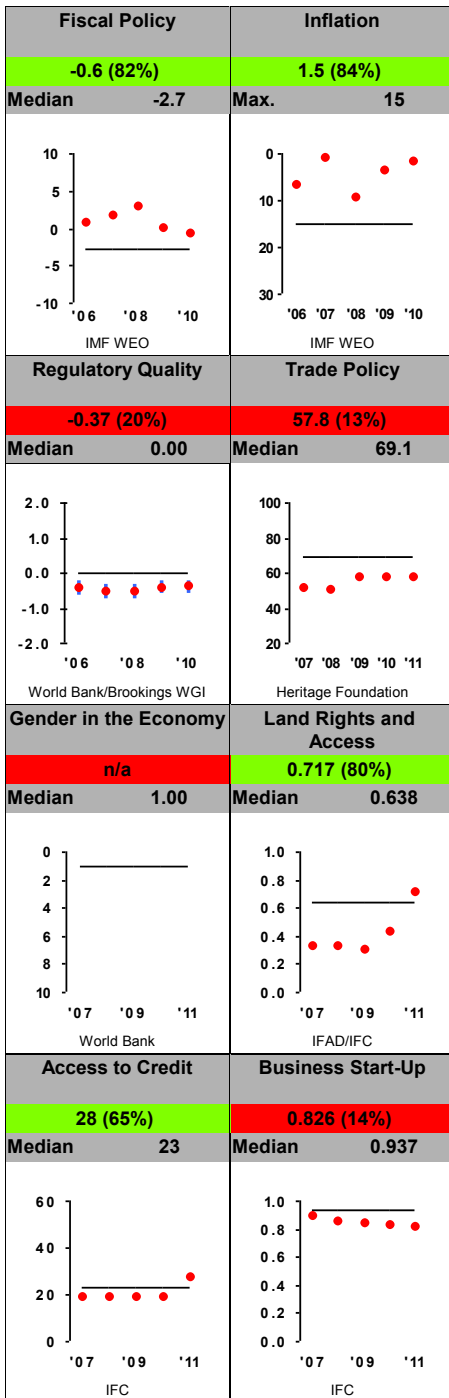 Fiscal Policy
Inflation
-0.6 (82%)
1.5 (84%)
Median -2.7
Max. 15
10
5
0
-5
-10
'06 '08 '10
IMF WEO
0
10
20
30
'06 '07 '08 '09 '10
IMF WEO
Regulatory Quality
Trade Policy
-0.37 (20%)
57.8 (13%)
Median 0.00
Median 69.1
2.0
1.0
0.0
-1.0
-2.0
'06 '08 '10
World Bank/Brookings WGI
100
80
60
40
20
'07 '08 '09 '10 '11
Heritage Foundation
Gender in the Economy
Land Rights and
Access
n/a
0.717 (80%)
Median 1.00
Median 0.638
0
2
4
6
8
10
'07 '09 '11
World Bank
1.0
0.8
0.6
0.4
0.2
0.0
'07 '09 '11
IFAD/IFC
Access to Credit
Business Start-Up
28 (65%)
0.826 (14%)
Median 23
Median 0.937
60
40
20
0
'07 '09 '11
IFC
1.0
0.8
0.6
0.4
0.2
0.0
'07 '09 '11
IFC